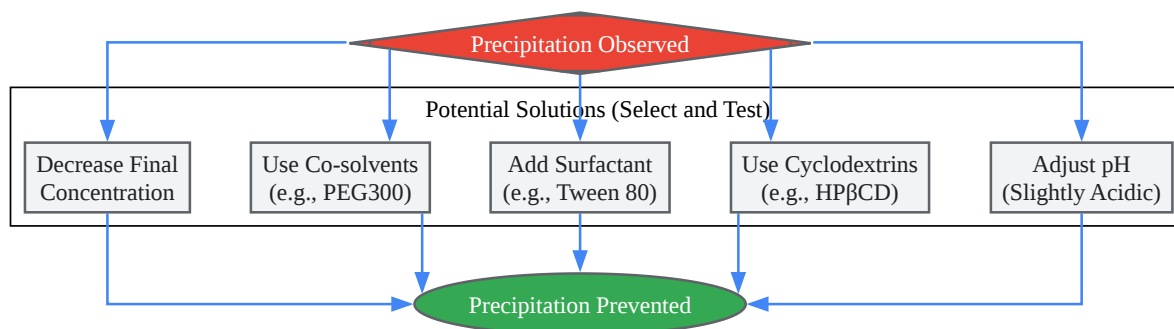 Precipitation Observed
Potential Solutions (Select and Test)
Decrease Final
Concentration
Use Co-solvents
(e.g., PEG300)
Add Surfactant
(e.g., Tween 80)
Use Cyclodextrins
(e.g., HPβCD)
Adjust pH
(Slightly Acidic)
Precipitation Prevented